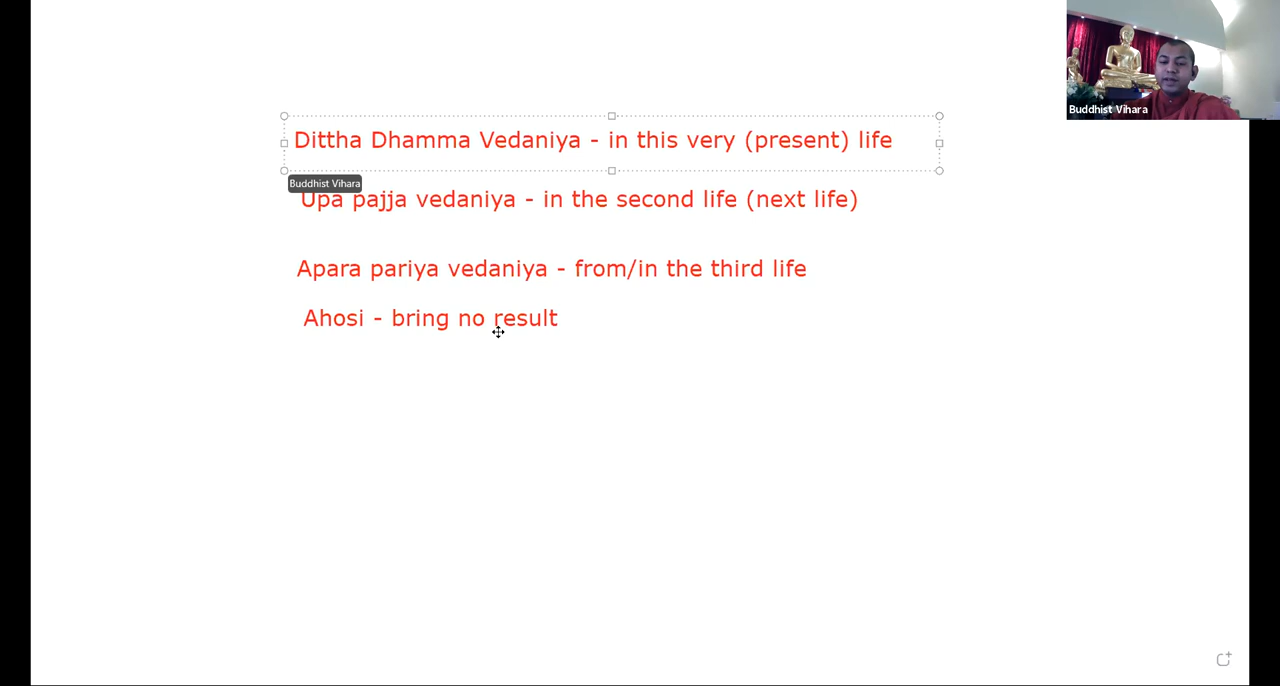 Buddhist Vihara
Dittha Dhamma Vedaniya - in this very (present) life
Buddhist Vihara
Upa pajja vedaniya - in the second life (next life)
Apara pariya vedaniya - from/in the third life
Ahosi - bring no result